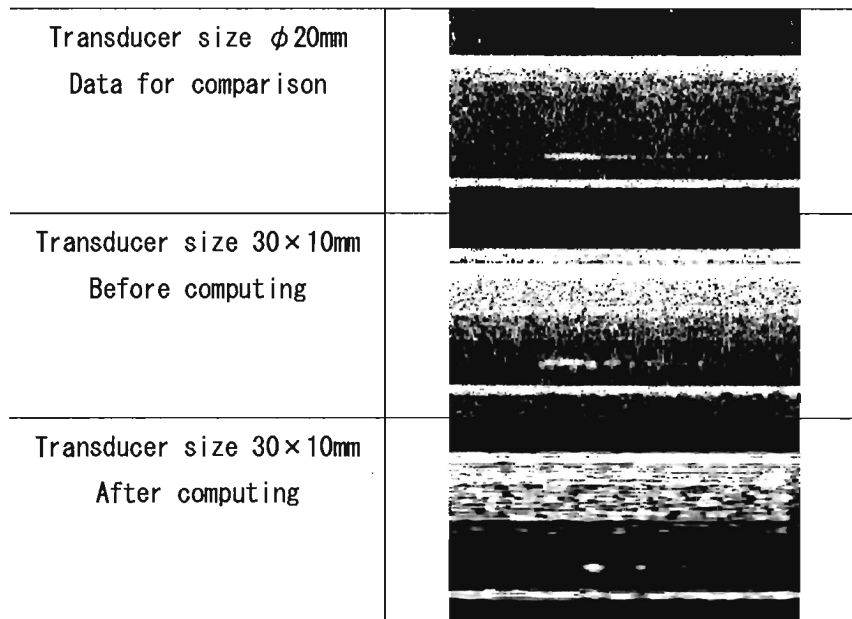 Transducer size φ20mm
Data for comparison
Transducer size 30×10mm
Before computing
Transducer size 30×10mm
After computing